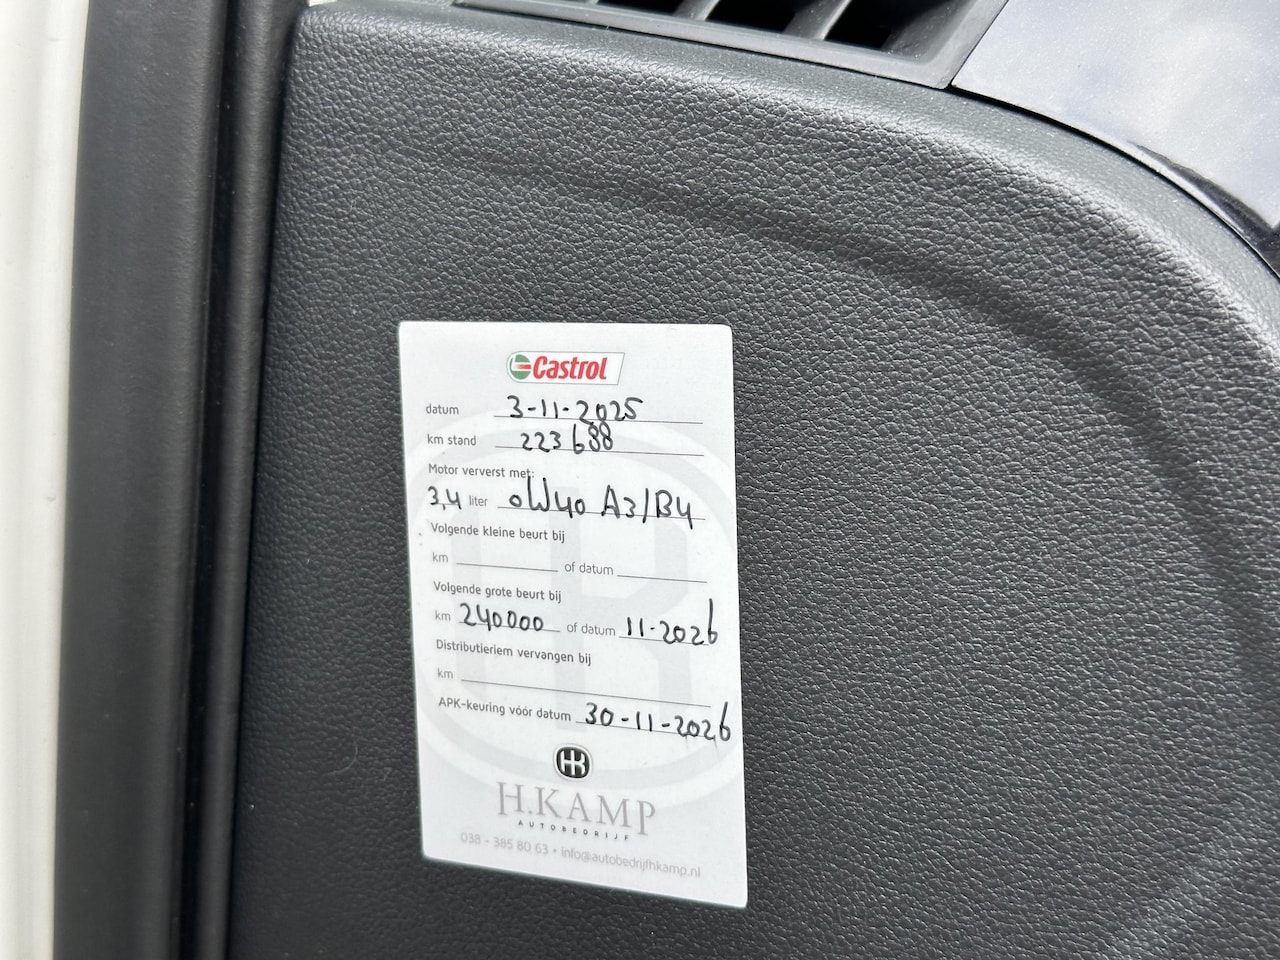 Castrol
datum 3-11-2025
km stand 223688
Motor ververst met:
3,4 liter 0W40 A3/B4
Volgende kleine beurt bij
km of datum
Volgende grote beurt bij
km 240000 of datum 11-2026
Distributieriem vervangen bij
km
APK-keuring vóór datum 30-11-2026
HK
H.KAMP
AUTOBEDRIJF
038 - 385 80 63 • info@autobedrijfhkamp.nl